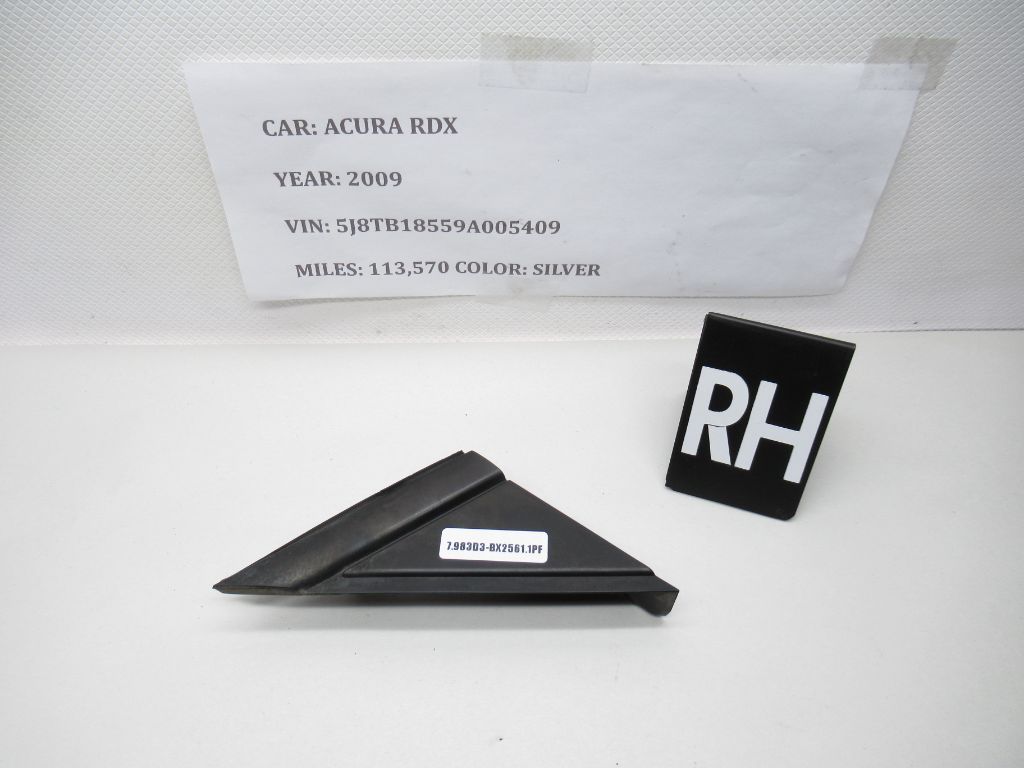 CAR: ACURA RDX
YEAR: 2009
VIN: 5J8TB18559A005409
MILES: 113,570 COLOR: SILVER
RH
7.983D3-BX2561.1PF